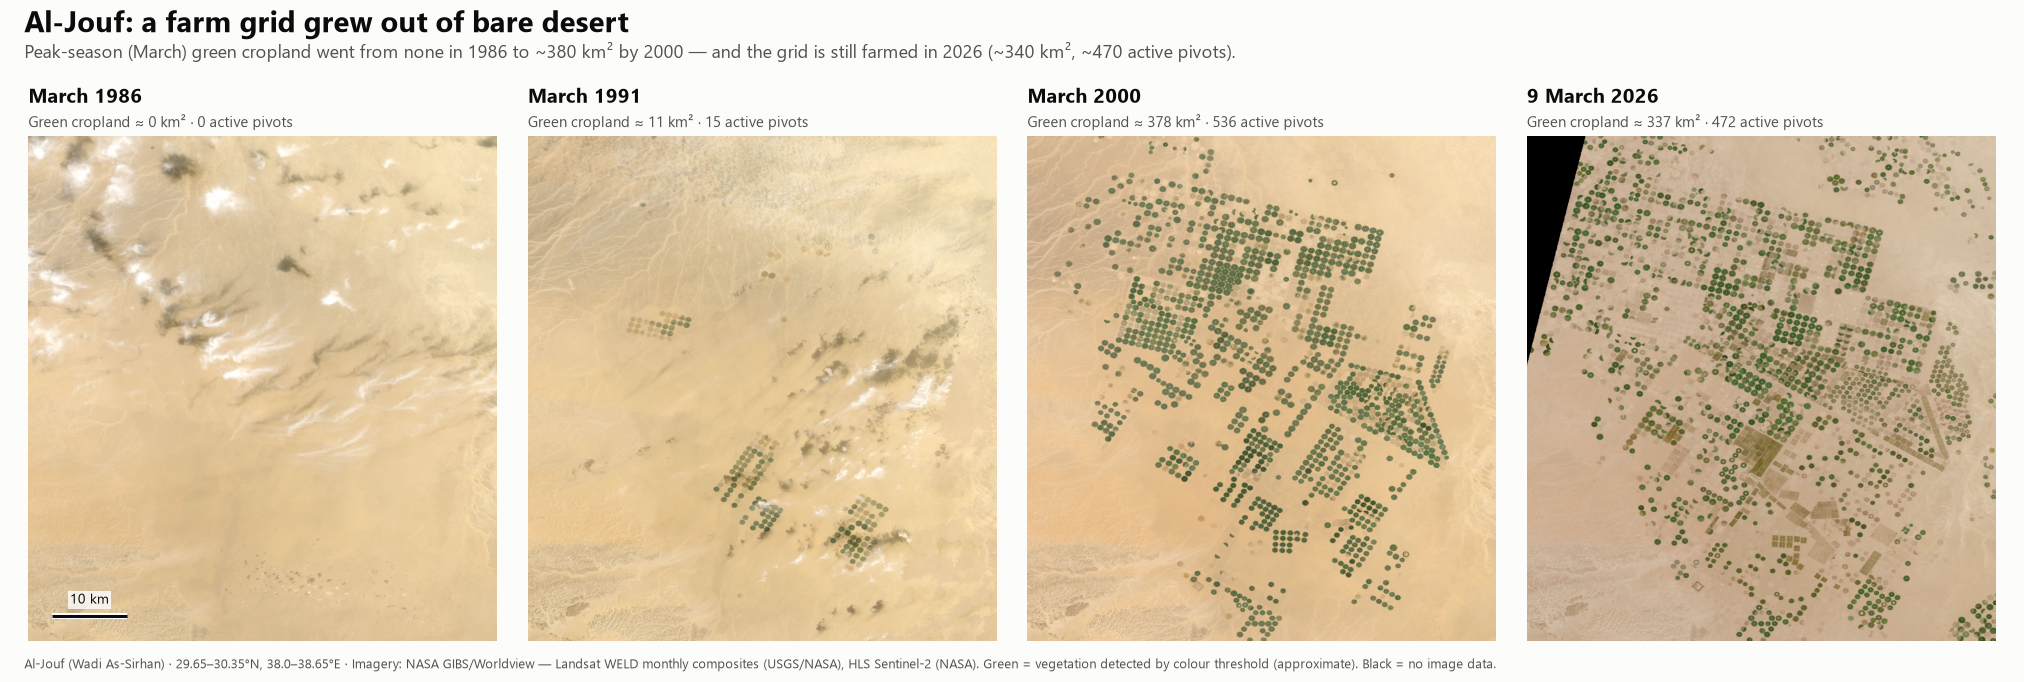 Al-Jouf: a farm grid grew out of bare desert
Peak-season (March) green cropland went from none in 1986 to ~380 km² by 2000 — and the grid is still farmed in 2026 (~340 km², ~470 active pivots).
March 1986
Green cropland ≈ 0 km² · 0 active pivots
March 1991
Green cropland ≈ 11 km² · 15 active pivots
March 2000
Green cropland ≈ 378 km² · 536 active pivots
9 March 2026
Green cropland ≈ 337 km² · 472 active pivots
10 km
Al-Jouf (Wadi As-Sirhan) · 29.65–30.35°N, 38.0–38.65°E · Imagery: NASA GIBS/Worldview — Landsat WELD monthly composites (USGS/NASA), HLS Sentinel-2 (NASA). Green = vegetation detected by colour threshold (approximate). Black = no image data.